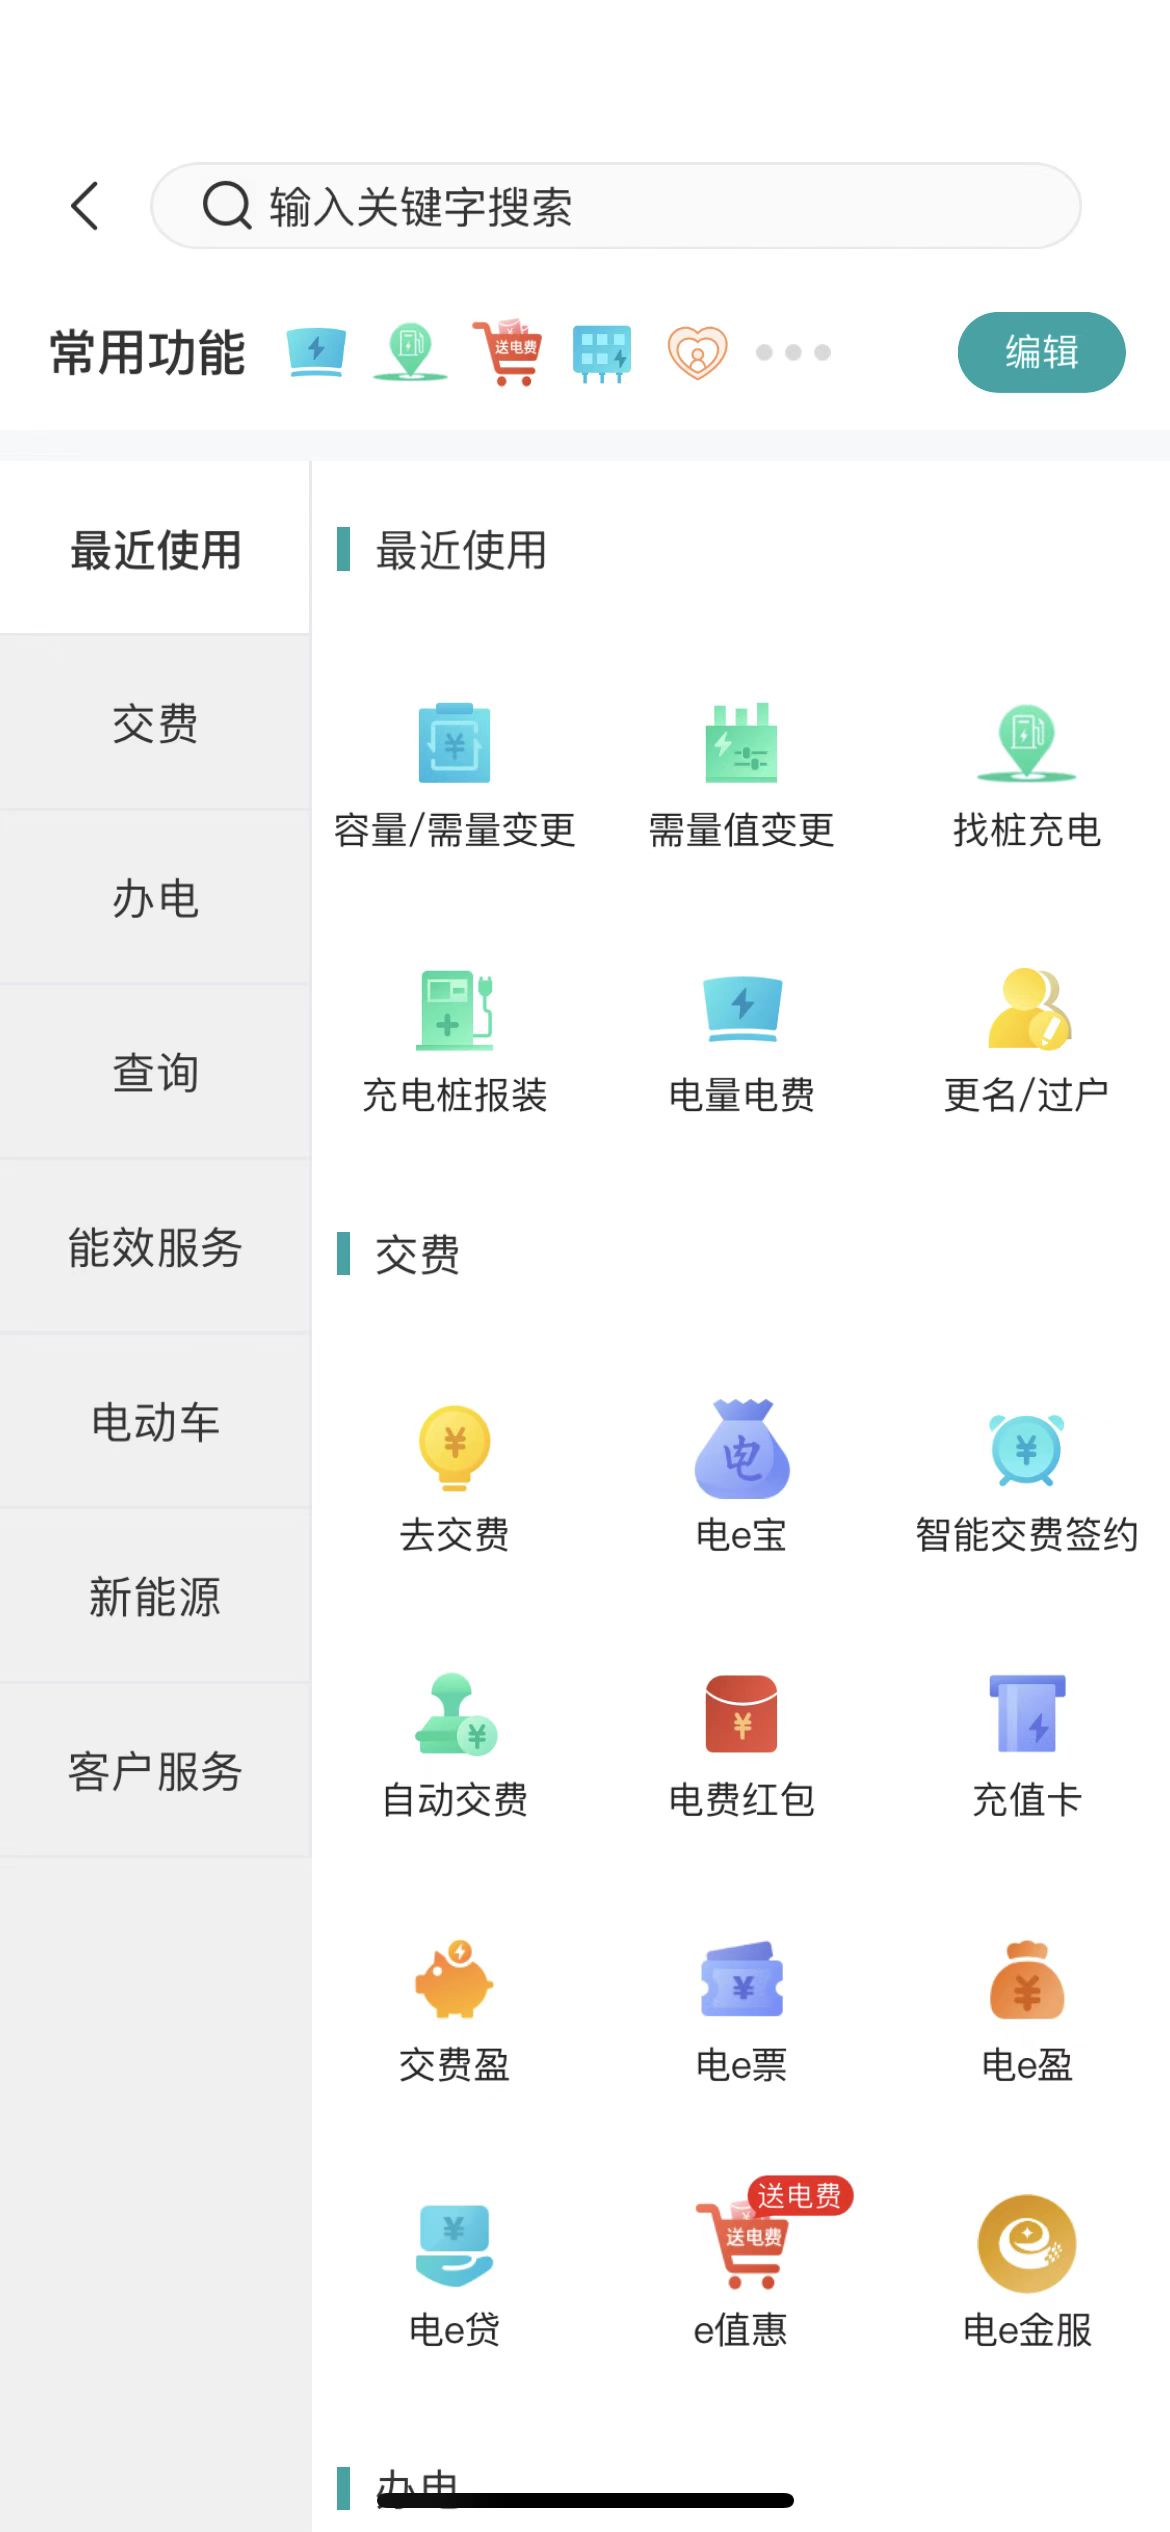 输入关键字搜索
常用功能
送电费
编辑
最近使用
交费
办电
查询
能效服务
电动车
新能源
客户服务
最近使用
容量/需量变更
需量值变更
找桩充电
充电桩报装
电量电费
更名/过户
交费
去交费
电e宝
智能交费签约
自动交费
电费红包
充值卡
交费盈
电e票
电e盈
送电费
送电费
电e贷
e值惠
电e金服
办电